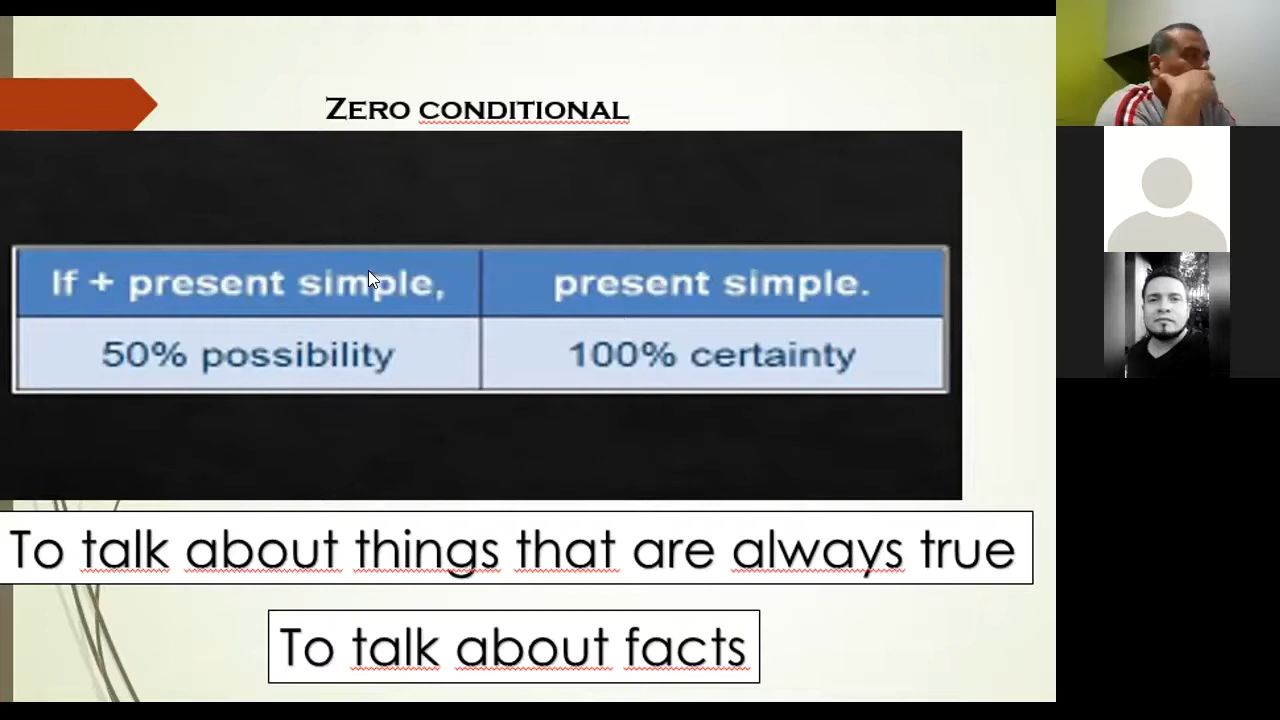 Zero conditional
If + present simple, present simple.
50% possibility 100% certainty
To talk about things that are always true
To talk about facts